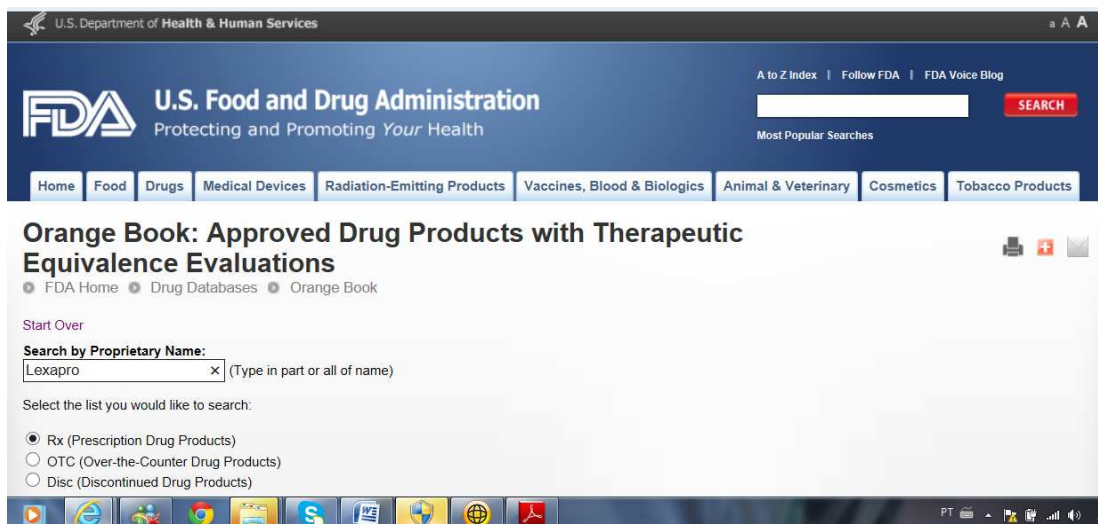 U.S. Department of Health & Human Services
a A A
A to Z Index | Follow FDA | FDA Voice Blog
FDA
U.S. Food and Drug Administration
Protecting and Promoting Your Health
SEARCH
Most Popular Searches
Home Food Drugs Medical Devices Radiation-Emitting Products Vaccines, Blood & Biologics Animal & Veterinary Cosmetics Tobacco Products
Orange Book: Approved Drug Products with Therapeutic
Equivalence Evaluations
FDA Home Drug Databases Orange Book
Start Over
Search by Proprietary Name:
Lexapro × (Type in part or all of name)
Select the list you would like to search:
Rx (Prescription Drug Products)
OTC (Over-the-Counter Drug Products)
Disc (Discontinued Drug Products)
PT